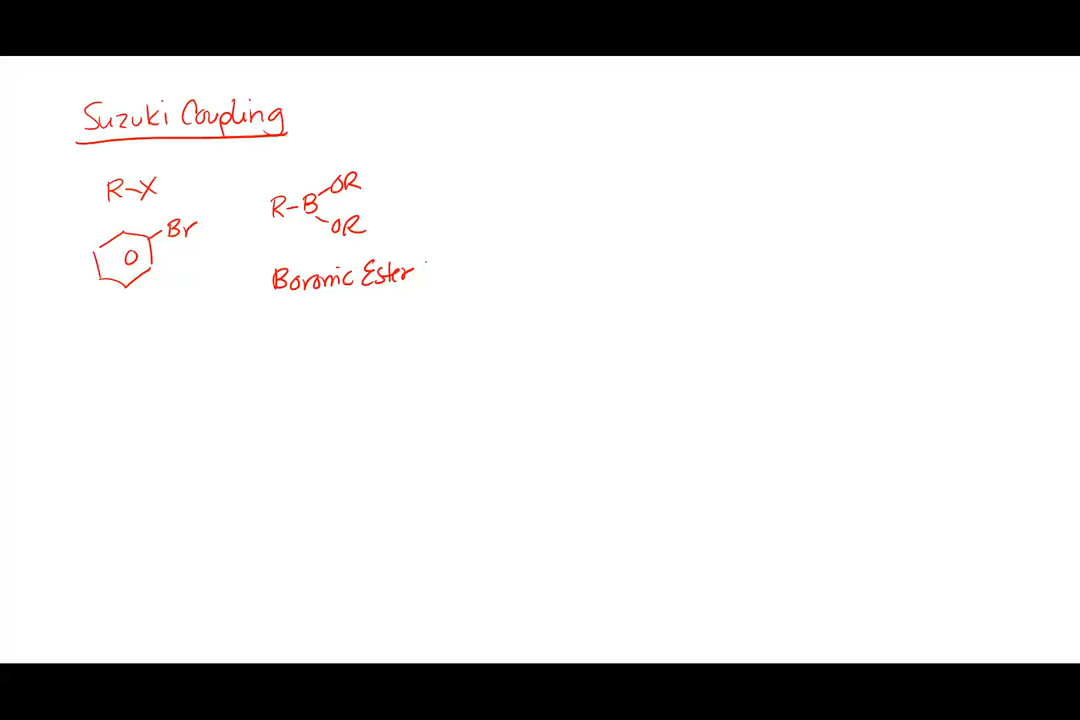 Suzuki Coupling
R-X
R-B
OR
OR
Br
Boronic Ester